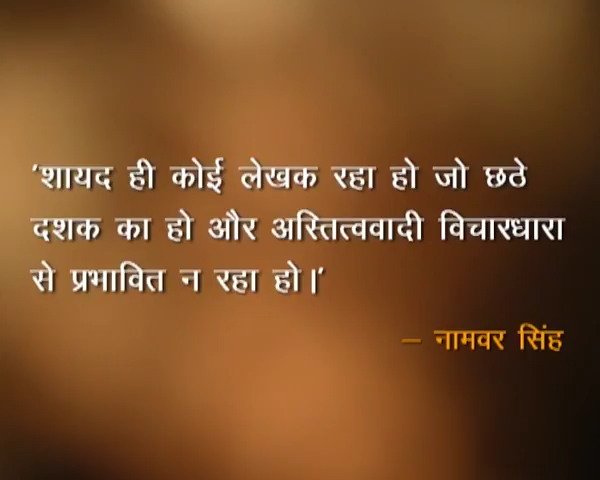 'शायद ही कोई लेखक रहा हो जो छठे
दशक का हो और अस्तित्ववादी विचारधारा
से प्रभावित न रहा हो।'
– नामवर सिंह